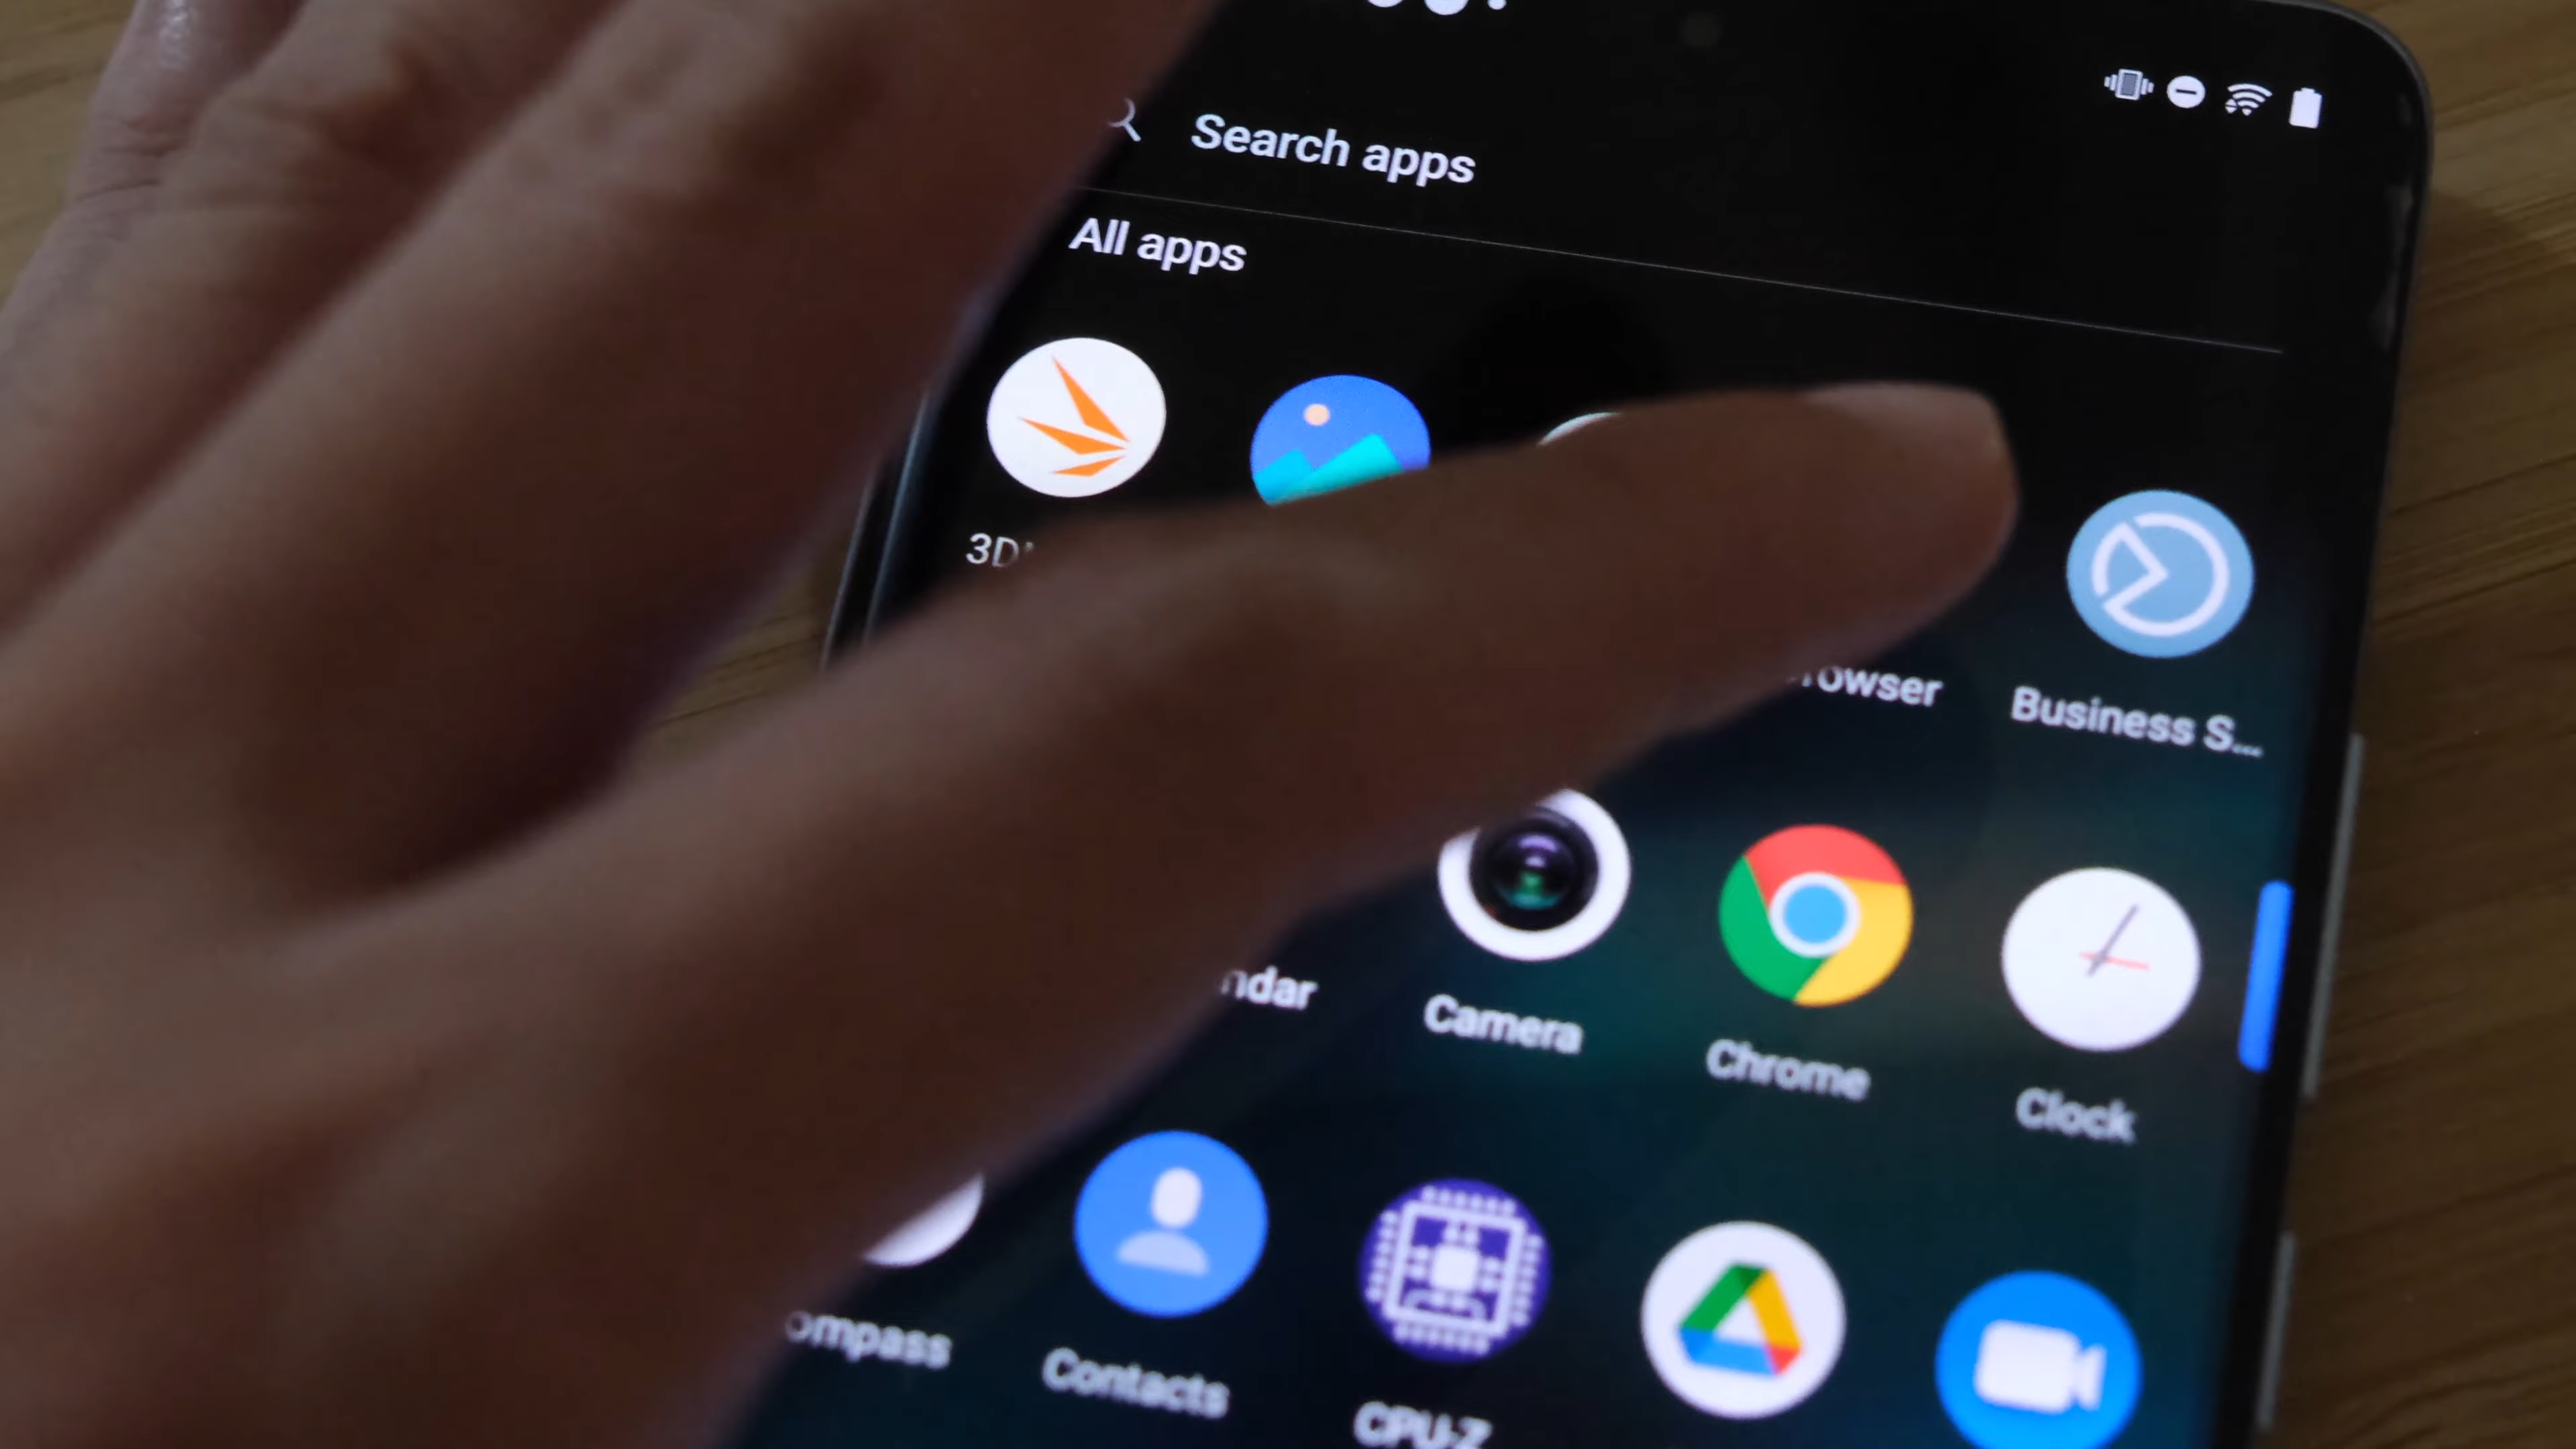 Search apps
All apps
3D
rowser
Business S...
ndar
Camera
Chrome
Clock
ompass
Contacts
CPU-Z